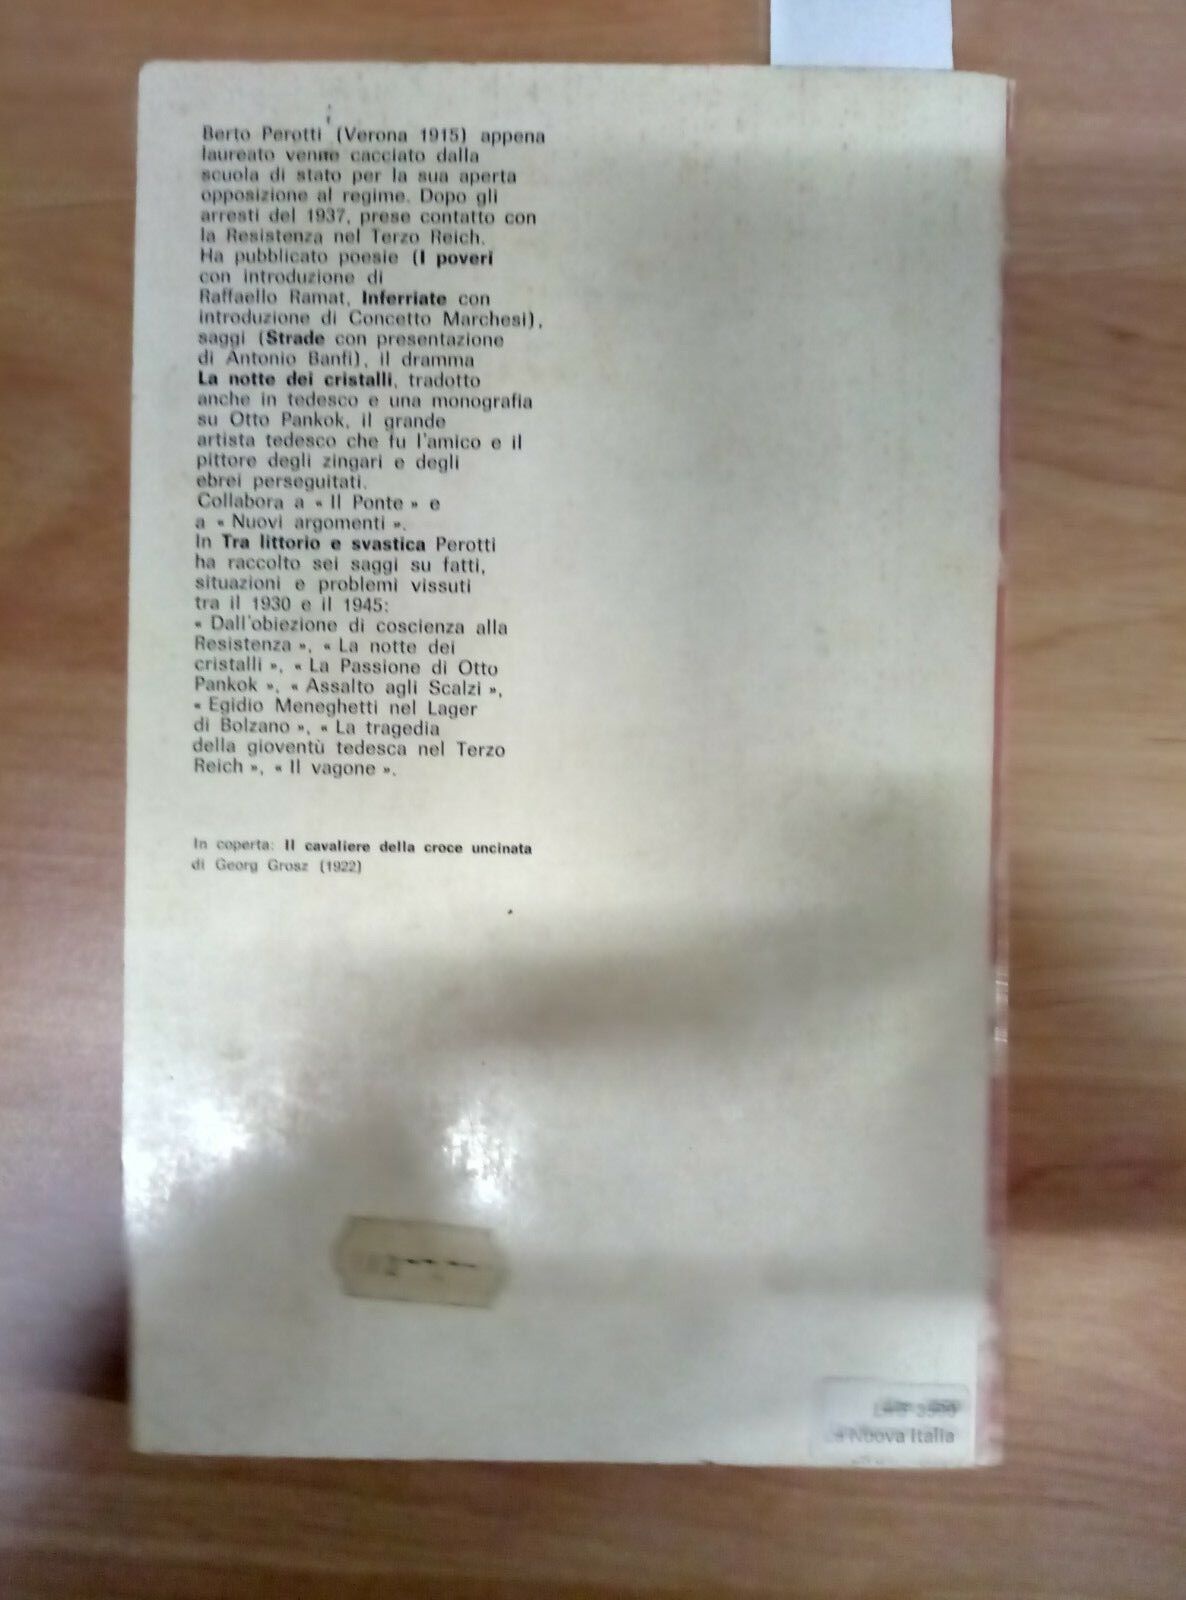 Berto Perotti (Verona 1915) appena
laureato venne cacciato dalla
scuola di stato per la sua aperta
opposizione al regime. Dopo gli
arresti del 1937, prese contatto con
la Resistenza nel Terzo Reich.
Ha pubblicato poesie (I poveri
con introduzione di
Raffaello Ramat, Inferriate con
introduzione di Concetto Marchesi),
saggi (Strade con presentazione
di Antonio Banfi), il dramma
La notte dei cristalli, tradotto
anche in tedesco e una monografia
su Otto Pankok, il grande
artista tedesco che fu l'amico e il
pittore degli zingari e degli
ebrei perseguitati.
Collabora a « Il Ponte » e
a « Nuovi argomenti ».
In Tra littorio e svastica Perotti
ha raccolto sei saggi su fatti,
situazioni e problemi vissuti
tra il 1930 e il 1945:
« Dall'obiezione di coscienza alla
Resistenza », « La notte dei
cristalli », « La Passione di Otto
Pankok », « Assalto agli Scalzi »,
« Egidio Meneghetti nel Lager
di Bolzano », « La tragedia
della gioventù tedesca nel Terzo
Reich », « Il vagone ».
In coperta: Il cavaliere della croce uncinata
di Georg Grosz (1922)
Nuova Italia